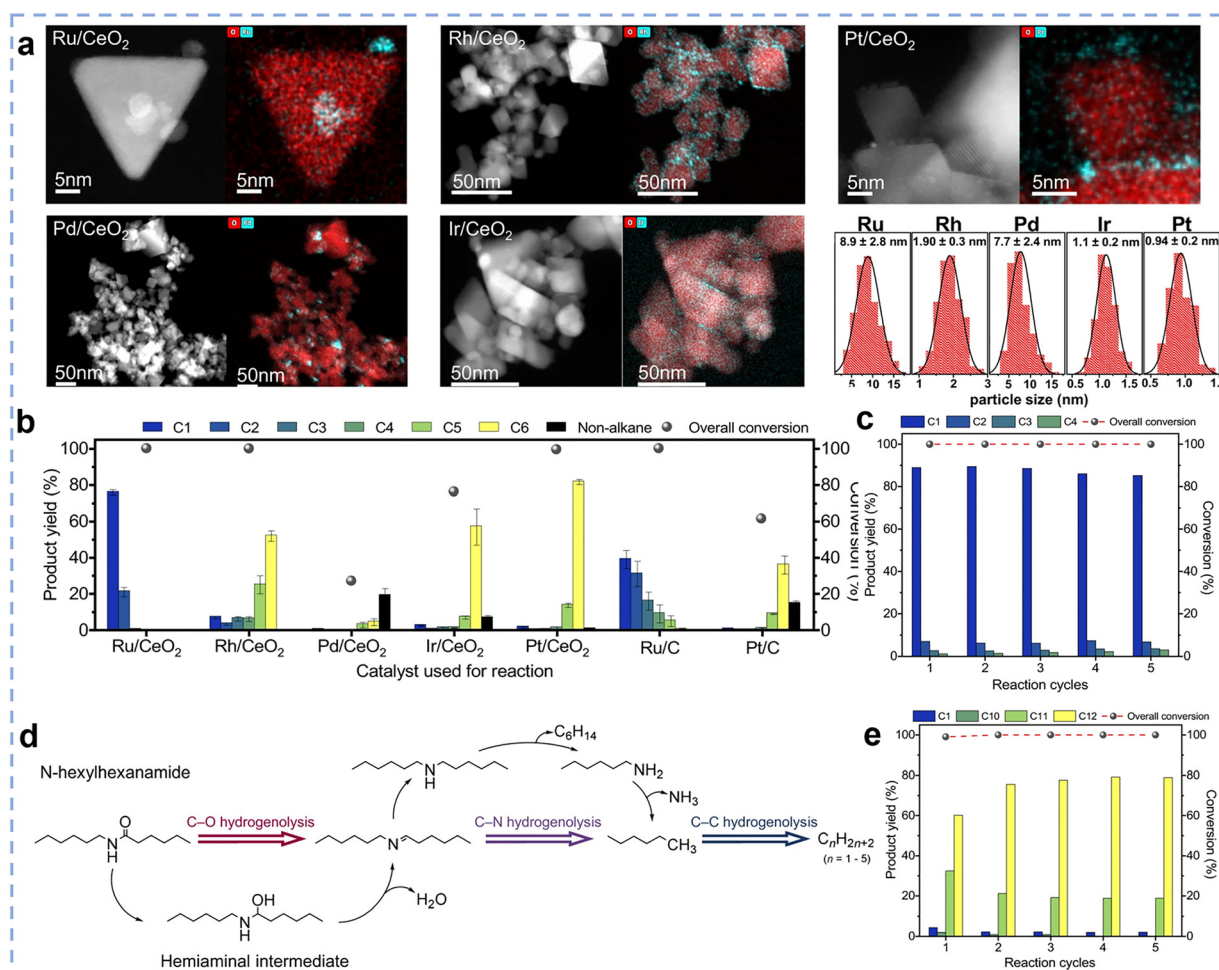 a
Ru/CeO2
O Ru
5nm
5nm
Rh/CeO2
O Rh
50nm
50nm
Pt/CeO2
O Pt
5nm
5nm
Pd/CeO2
O Pd
50nm
50nm
Ir/CeO2
O Ir
50nm
50nm
Ru Rh Pd Ir Pt
8.9 ± 2.8 nm 1.90 ± 0.3 nm 7.7 ± 2.4 nm 1.1 ± 0.2 nm 0.94 ± 0.2 nm
5 10 15 1 2 3 5 10 15 0.5 1.0 1.5 0.5 1.0 1.
particle size (nm)
b
C1 C2 C3 C4 C5 C6 Non-alkane Overall conversion
Product yield (%)
100
80
60
40
20
0
100
80
60
40
20
0
Conversion (%)
Ru/CeO2 Rh/CeO2 Pd/CeO2 Ir/CeO2 Pt/CeO2 Ru/C Pt/C
Catalyst used for reaction
c
C1 C2 C3 C4 Overall conversion
Product yield (%)
100
80
60
40
20
0
100
80
60
40
20
0
Conversion (%)
1 2 3 4 5
Reaction cycles
d
N-hexylhexanamide
O
N
H
C–O hydrogenolysis
OH
N
H
Hemiaminal intermediate
H2O
N
N
H
C6H14
C–N hydrogenolysis
NH2
NH3
CH3
C–C hydrogenolysis
CnH2n+2
(n = 1 - 5)
e
C1 C10 C11 C12 Overall conversion
Product yield (%)
100
80
60
40
20
0
100
80
60
40
20
0
Conversion (%)
1 2 3 4 5
Reaction cycles